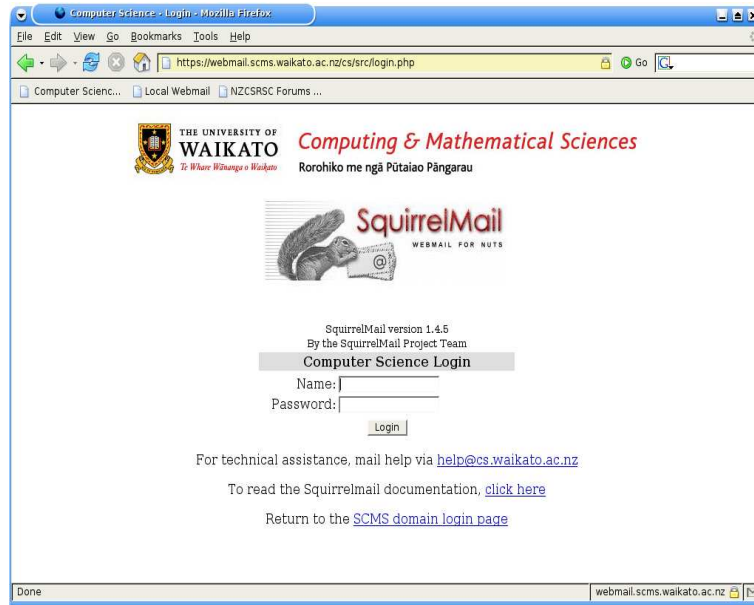 Computer Science - Login - Mozilla Firefox
File Edit View Go Bookmarks Tools Help
https://webmail.scms.waikato.ac.nz/cs/src/login.php Go G
Computer Scienc... Local Webmail NZCSRSC Forums ...
THE UNIVERSITY OF
WAIKATO
Te Whare Wānanga o Waikato
Computing & Mathematical Sciences
Rorohiko me ngā Pūtaiao Pāngarau
SquirrelMail
WEBMAIL FOR NUTS
@
SquirrelMail version 1.4.5
By the SquirrelMail Project Team
Computer Science Login
Name:
Password:
Login
For technical assistance, mail help via help@cs.waikato.ac.nz
To read the Squirrelmail documentation, click here
Return to the SCMS domain login page
Done webmail.scms.waikato.ac.nz